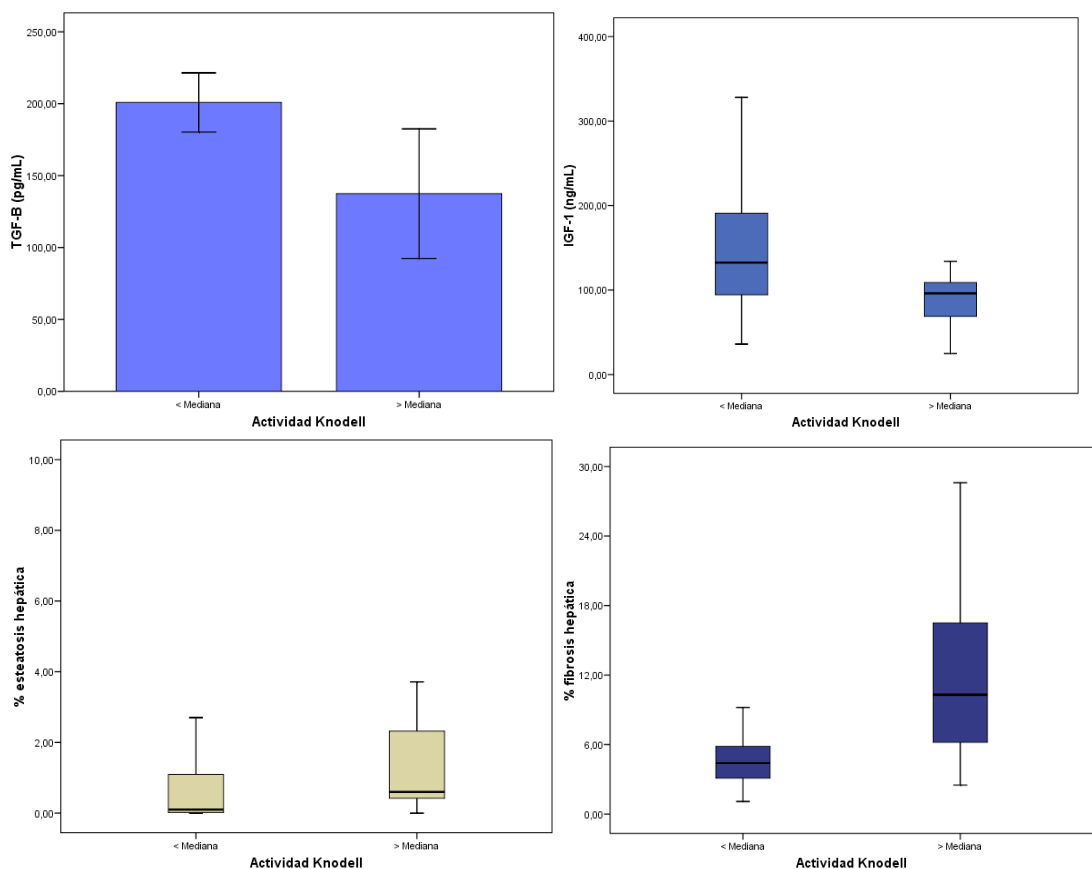 TGF-B (pg/mL)
250,00
200,00
150,00
100,00
50,00
0,00
< Mediana
> Mediana
Actividad Knodell
IGF-1 (ng/mL)
400,00
300,00
200,00
100,00
0,00
< Mediana
> Mediana
Actividad Knodell
% esteatosis hepática
10,00
8,00
6,00
4,00
2,00
0,00
< Mediana
> Mediana
Actividad Knodell
% fibrosis hepática
30,00
24,00
18,00
12,00
6,00
0,00
< Mediana
> Mediana
Actividad Knodell